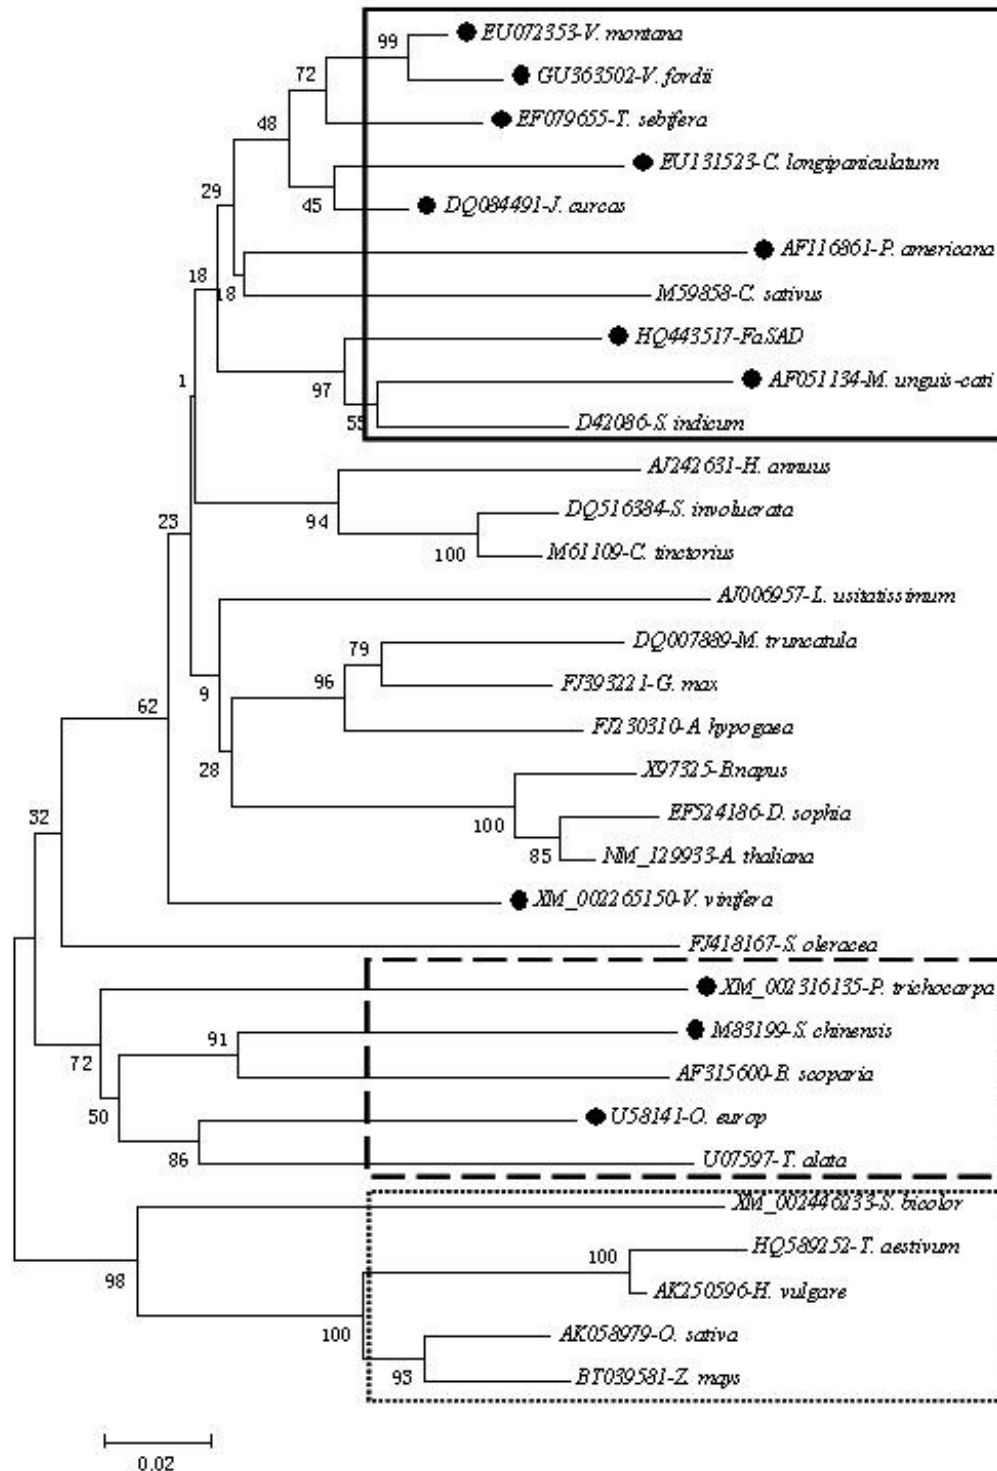 EU072353-V. montana
99
GU363502-V. fordii
72
EF079655-T. sebifera
48
EU131523-C. longipaniculatum
29
45
DQ084491-J. curcas
AF116861-P. americana
18
18
M59858-C. sativus
HQ443517-FaSAD
1
97
AF051134-M. unguis-cati
55
D42086-S. indicum
AJ242631-H. annuus
23
94
DQ516384-S. involucrata
100
M61109-C. tinctorius
AJ006957-L. usitatissimum
79
DQ007889-M. truncatula
9
96
FJ393221-G. max
62
FJ230310-A hypogaea
28
X97325-B.napus
32
100
EF524186-D. sophia
85
NM_129933-A. thaliana
XM_002265150-V. vinifera
FJ418167-S. oleracea
XM_002316135-P. trichocarpa
91
M83199-S. chinensis
72
AF315600-B. scoparia
50
U58141-O. europ
86
U07597-T. alata
XM_002446233-S. bicolor
100
HQ589252-T. aestivum
98
AK250596-H. vulgare
100
AK058979-O. sativa
93
BT039581-Z. mays
0.02